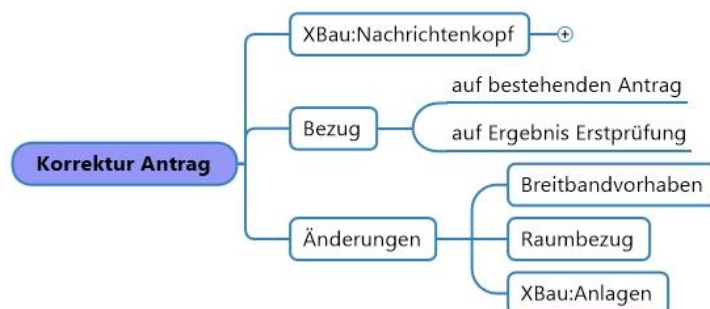 XBau:Nachrichtenkopf
auf bestehenden Antrag
Bezug
auf Ergebnis Erstprüfung
Korrektur Antrag
Breitbandvorhaben
Änderungen
Raumbezug
XBau:Anlagen